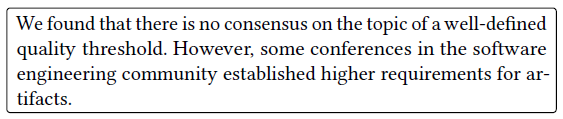 We found that there is no consensus on the topic of a well-defined
quality threshold. However, some conferences in the software
engineering community established higher requirements for ar-
tifacts.